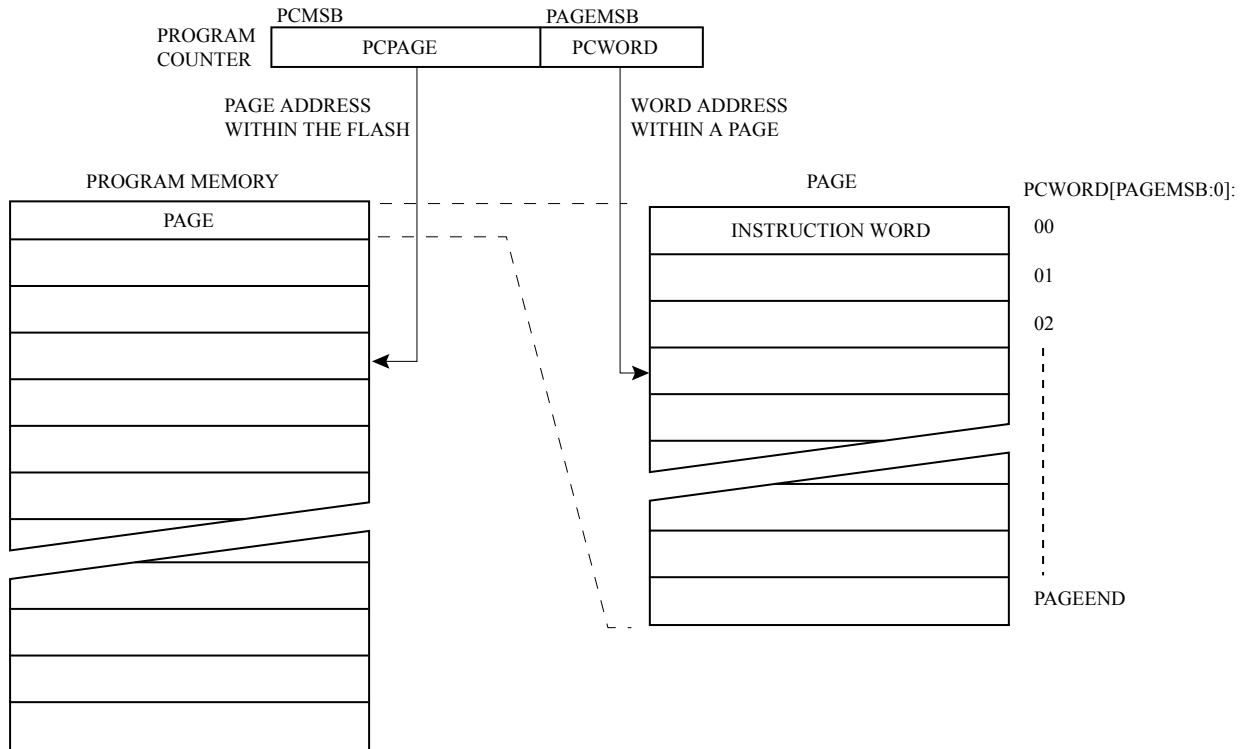 PCMSB
PAGEMSB
PROGRAM
COUNTER
PCPAGE
PCWORD
PAGE ADDRESS
WITHIN THE FLASH
WORD ADDRESS
WITHIN A PAGE
PROGRAM MEMORY
PAGE
PAGE
PCWORD[PAGEMSB:0]:
INSTRUCTION WORD
00
01
02
PAGEEND